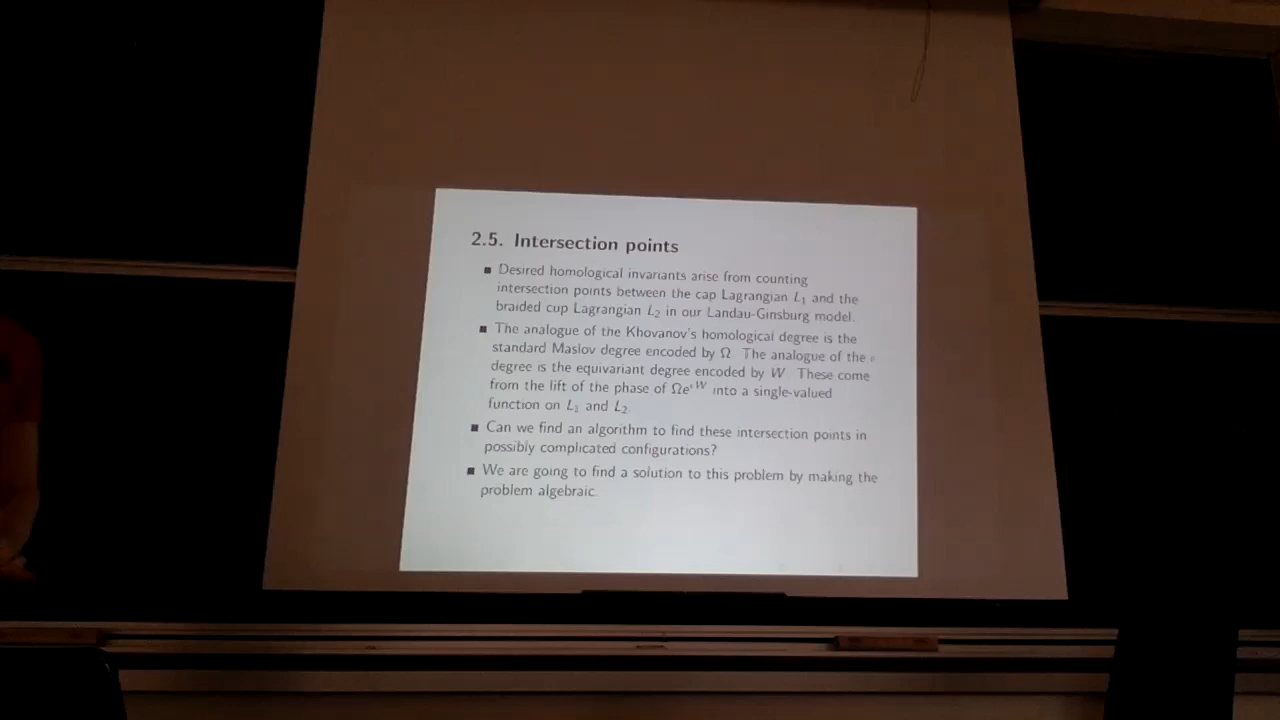 2.5. Intersection points
▪ Desired homological invariants arise from counting
intersection points between the cap Lagrangian L₁ and the
braided cup Lagrangian L₂ in our Landau-Ginsburg model.
▪ The analogue of the Khovanov's homological degree is the
standard Maslov degree encoded by Ω. The analogue of the
degree is the equivariant degree encoded by W. These come
from the lift of the phase of into a single-valued
function on L₁ and L₂.
▪ Can we find an algorithm to find these intersection points in
possibly complicated configurations?
▪ We are going to find a solution to this problem by making the
problem algebraic.